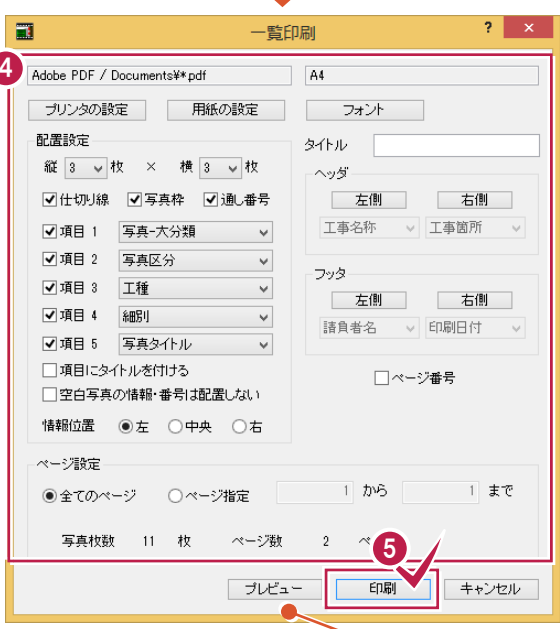 一覧印刷
?
×
4
Adobe PDF / Documents¥*.pdf
A4
プリンタの設定
用紙の設定
フォント
配置設定
縦 3 枚 × 横 3 枚
仕切り線
写真枠
通し番号
項目 1 写真-大分類
項目 2 写真区分
項目 3 工種
項目 4 細別
項目 5 写真タイトル
項目にタイトルを付ける
空白写真の情報・番号は配置しない
情報位置 左 中央 右
タイトル
ヘッダ
左側 右側
工事名称 工事箇所
フッタ
左側 右側
請負者名 印刷日付
ページ番号
ページ設定
全てのページ ページ指定 1 から 1 まで
写真枚数 11 枚 ページ数 2 ペ
5
プレビュー 印刷 キャンセル